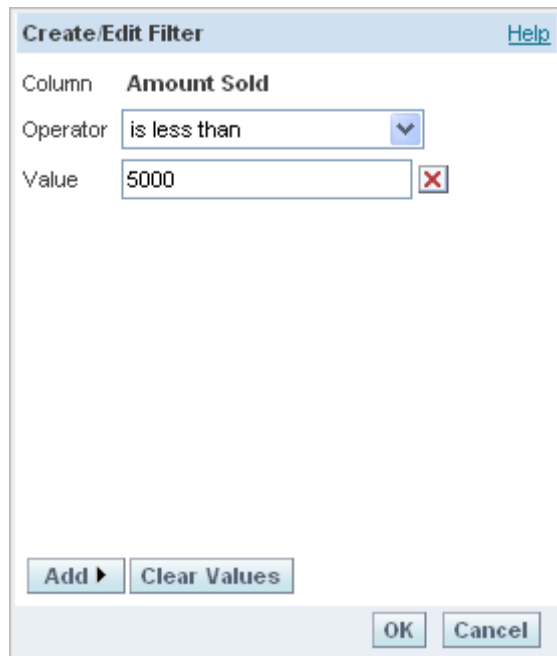 Create/Edit Filter Help
Column Amount Sold
Operator is less than
Value 5000
Add Clear Values
OK Cancel